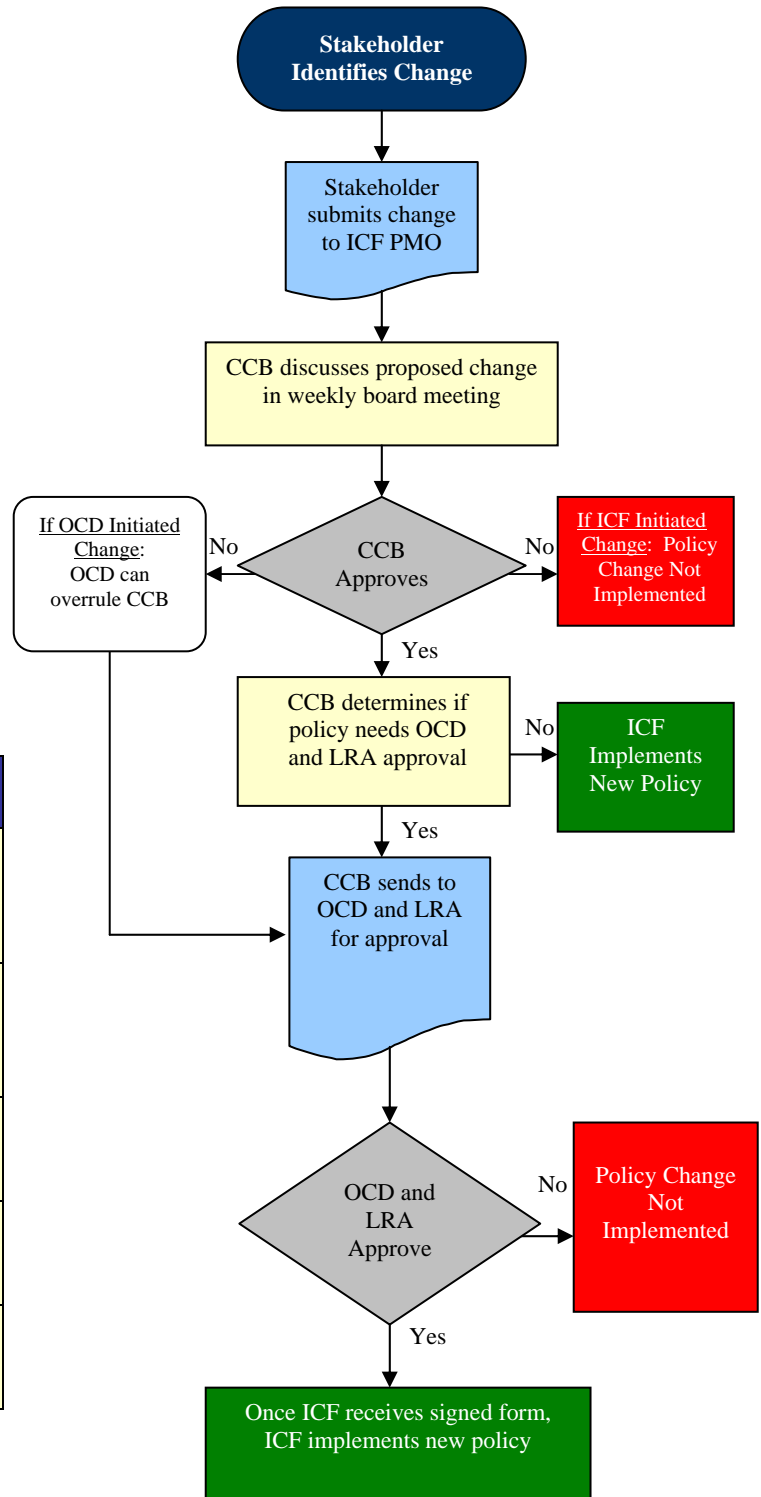 Stakeholder
Identifies Change
Stakeholder
submits change
to ICF PMO
CCB discusses proposed change
in weekly board meeting
If OCD Initiated
Change:
OCD can
overrule CCB
No
CCB
Approves
No
If ICF Initiated
Change: Policy
Change Not
Implemented
Yes
CCB determines if
policy needs OCD
and LRA approval
No
ICF
Implements
New Policy
Yes
CCB sends to
OCD and LRA
for approval
OCD and
LRA
Approve
No
Policy Change
Not
Implemented
Yes
Once ICF receives signed form,
ICF implements new policy